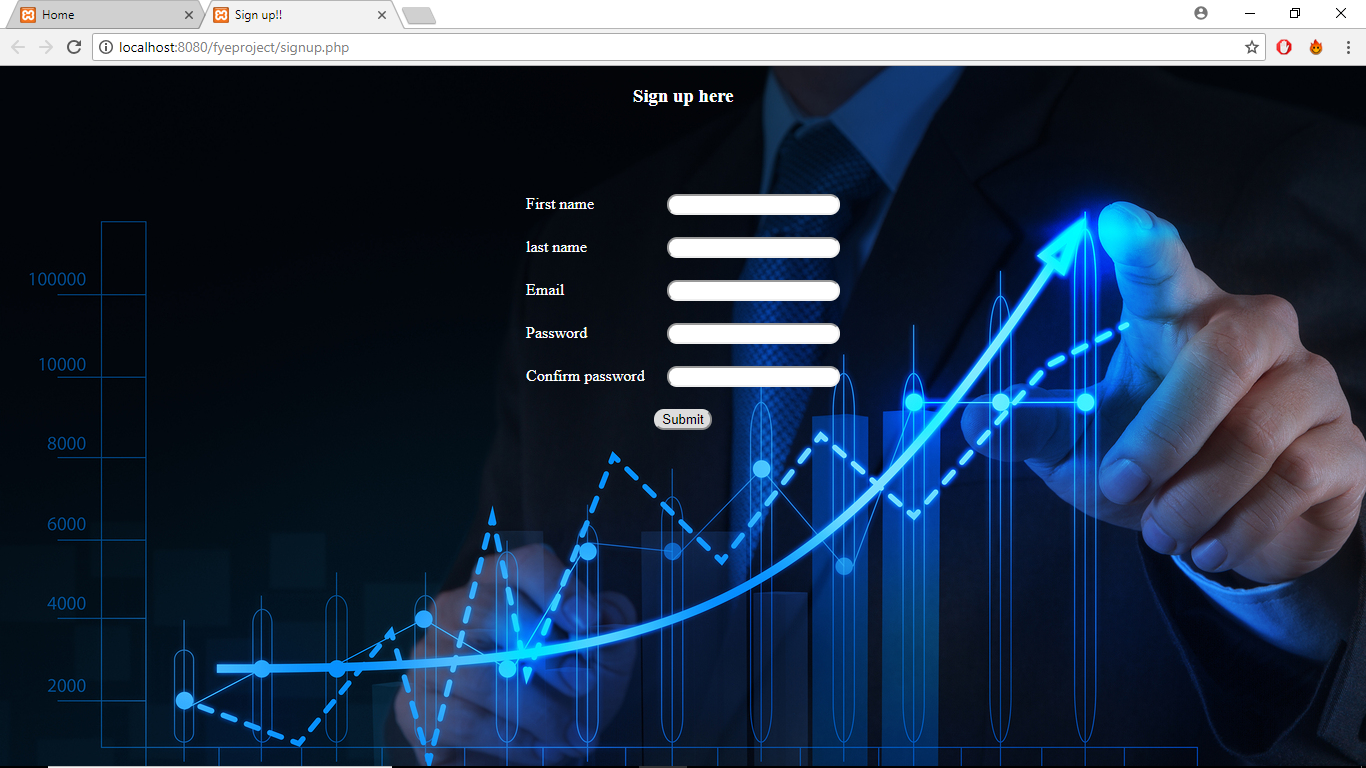 Home
Sign up!!
localhost:8080/fyeproject/signup.php
Sign up here
First name
last name
Email
Password
Confirm password
Submit
100000
10000
8000
6000
4000
2000